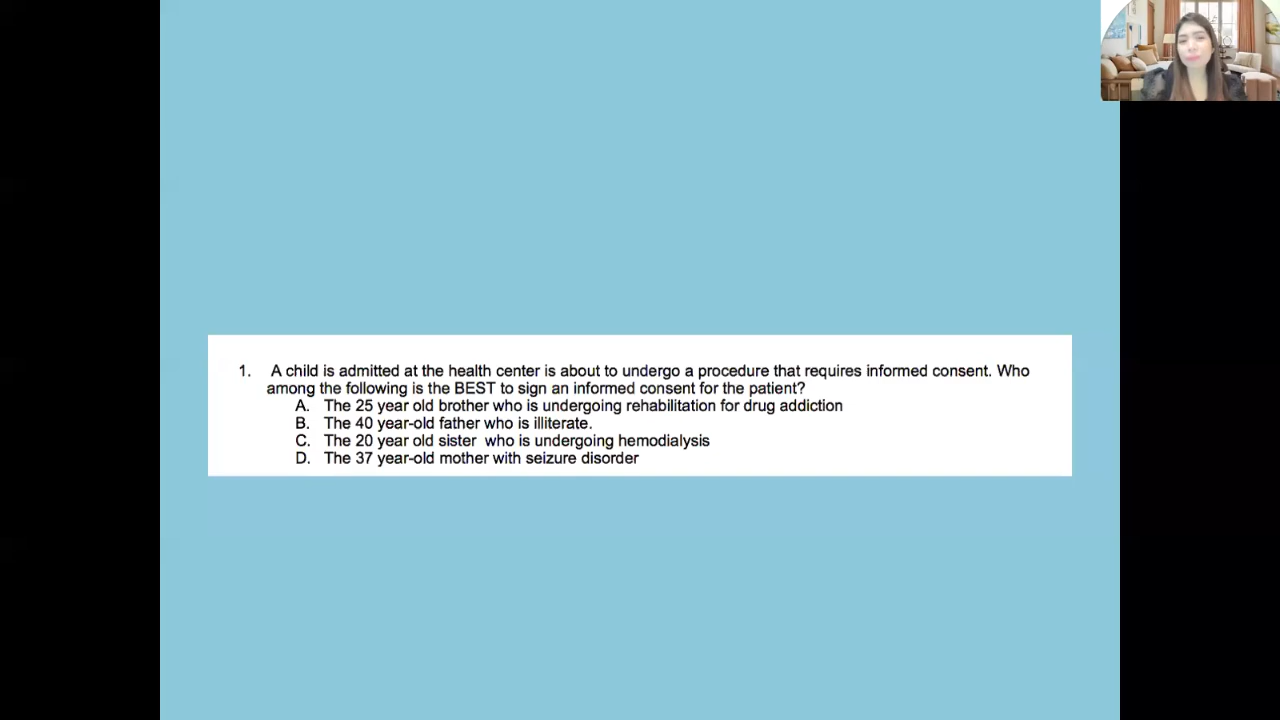 1. A child is admitted at the health center is about to undergo a procedure that requires informed consent. Who
among the following is the BEST to sign an informed consent for the patient?
A. The 25 year old brother who is undergoing rehabilitation for drug addiction
B. The 40 year-old father who is illiterate.
C. The 20 year old sister who is undergoing hemodialysis
D. The 37 year-old mother with seizure disorder